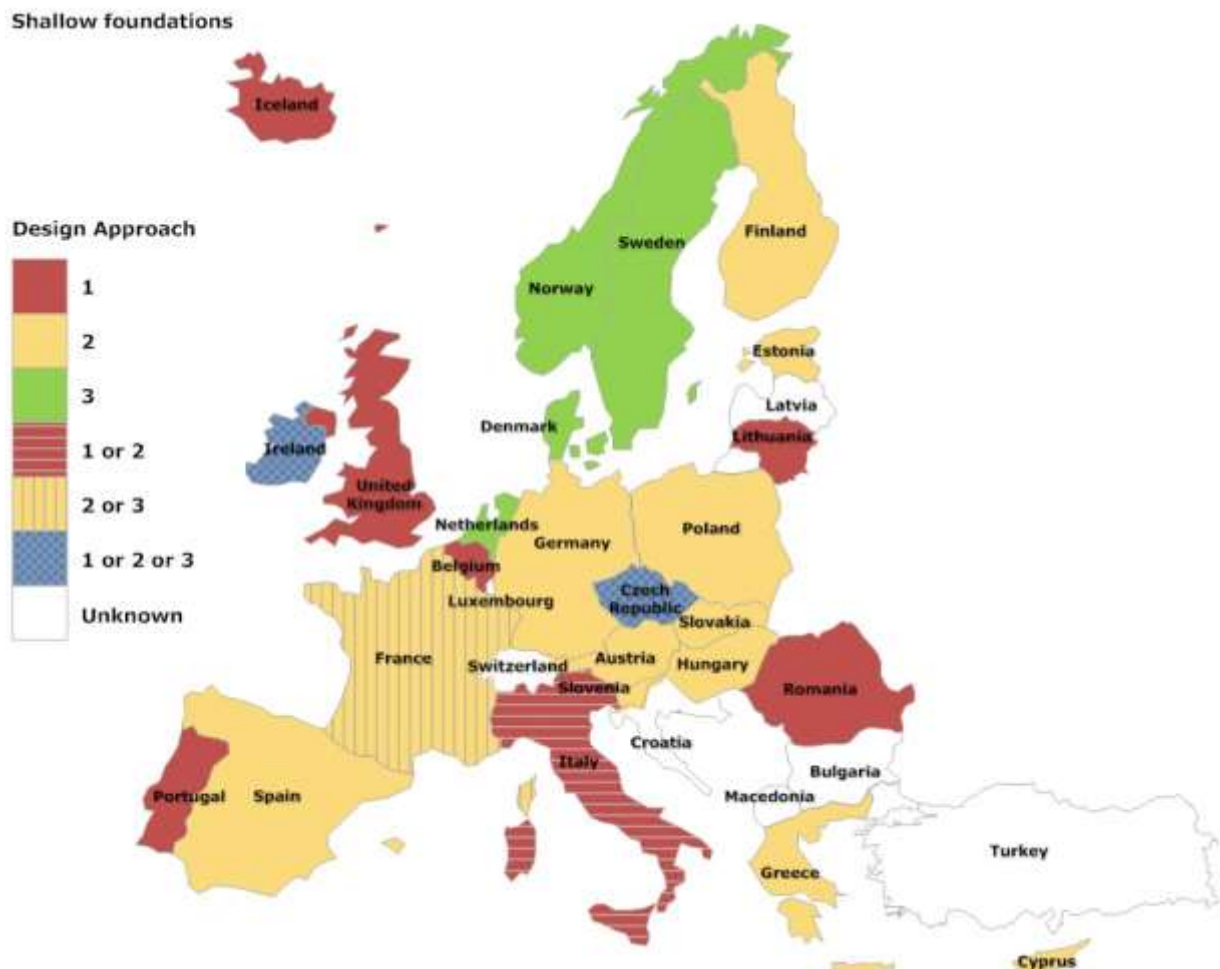 Shallow foundations
Iceland
Design Approach
1
2
3
1 or 2
2 or 3
1 or 2 or 3
Unknown
Sweden
Finland
Norway
Estonia
Latvia
Denmark
Lithuania
Ireland
United
Kingdom
Netherlands
Poland
Germany
Belgium
Czech
Republic
Luxembourg
Slovakia
France
Switzerland
Austria
Hungary
Slovenia
Romania
Croatia
Italy
Bulgaria
Portugal
Spain
Macedonia
Turkey
Greece
Cyprus